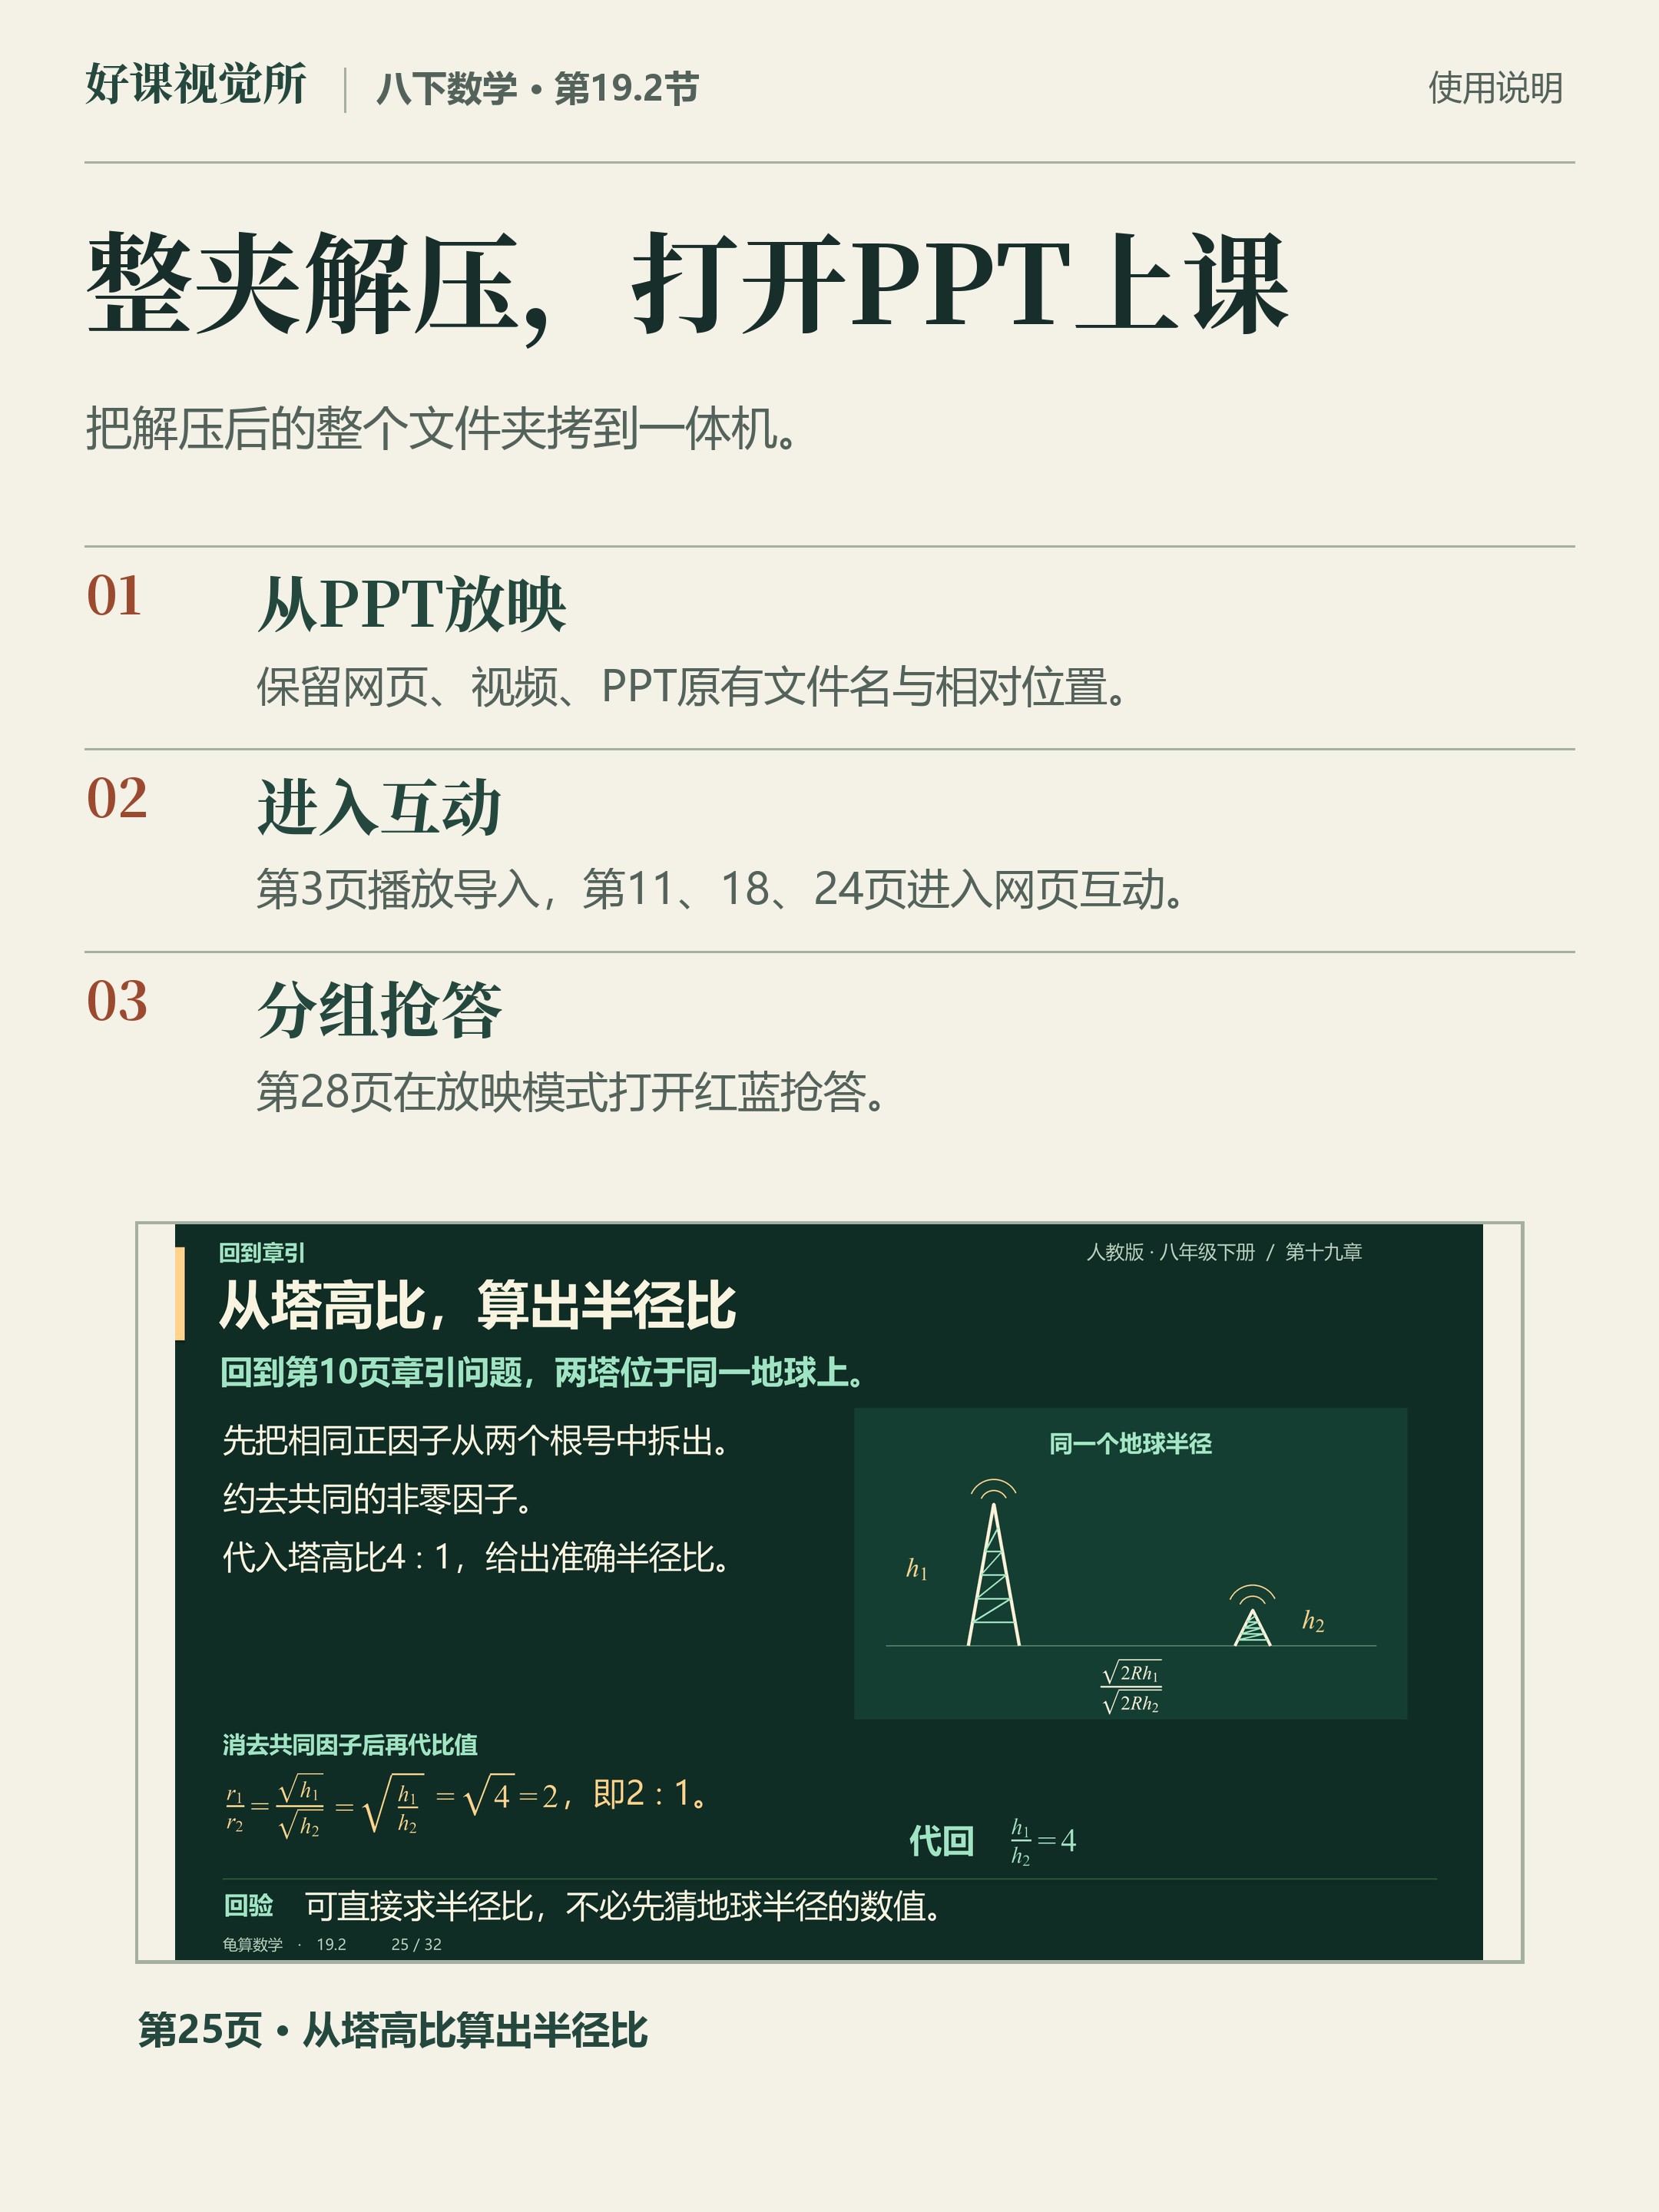 好课视觉所 八下数学・第19.2节 使用说明
整夹解压，打开PPT上课
把解压后的整个文件夹拷到一体机。
01 从PPT放映
保留网页、视频、PPT原有文件名与相对位置。
02 进入互动
第3页播放导入，第11、18、24页进入网页互动。
03 分组抢答
第28页在放映模式打开红蓝抢答。
回到章引 人教版 · 八年级下册 / 第十九章
从塔高比，算出半径比
回到第10页章引问题，两塔位于同一地球上。
先把相同正因子从两个根号中拆出。
约去共同的非零因子。
代入塔高比4：1，给出准确半径比。
同一个地球半径
h₁
h₂
√(2Rh₁)/√(2Rh₂)
消去共同因子后再代比值
r₁/r₂=√h₁/√h₂=√(h₁/h₂)=√4=2，即2：1。
代回 h₁/h₂=4
回验 可直接求半径比，不必先猜地球半径的数值。
龟算数学 · 19.2 25 / 32
第25页・从塔高比算出半径比